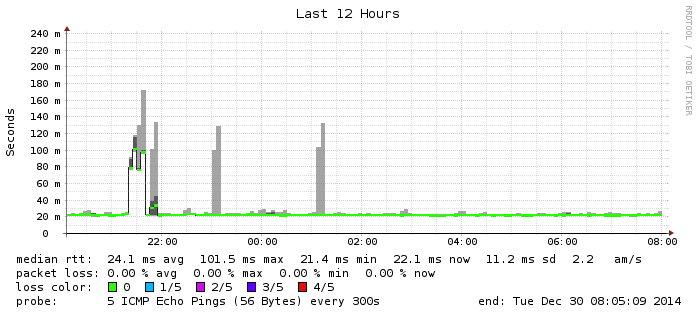 Last 12 Hours
RRDTOOL / TOBI OETIKER
Seconds
240 m
220 m
200 m
180 m
160 m
140 m
120 m
100 m
80 m
60 m
40 m
20 m
0
22:00 00:00 02:00 04:00 06:00 08:00
median rtt: 24.1 ms avg 101.5 ms max 21.4 ms min 22.1 ms now 11.2 ms sd 2.2 am/s
packet loss: 0.00 % avg 0.00 % max 0.00 % min 0.00 % now
loss color: 0 1/5 2/5 3/5 4/5
probe: 5 ICMP Echo Pings (56 Bytes) every 300s end: Tue Dec 30 08:05:09 2014